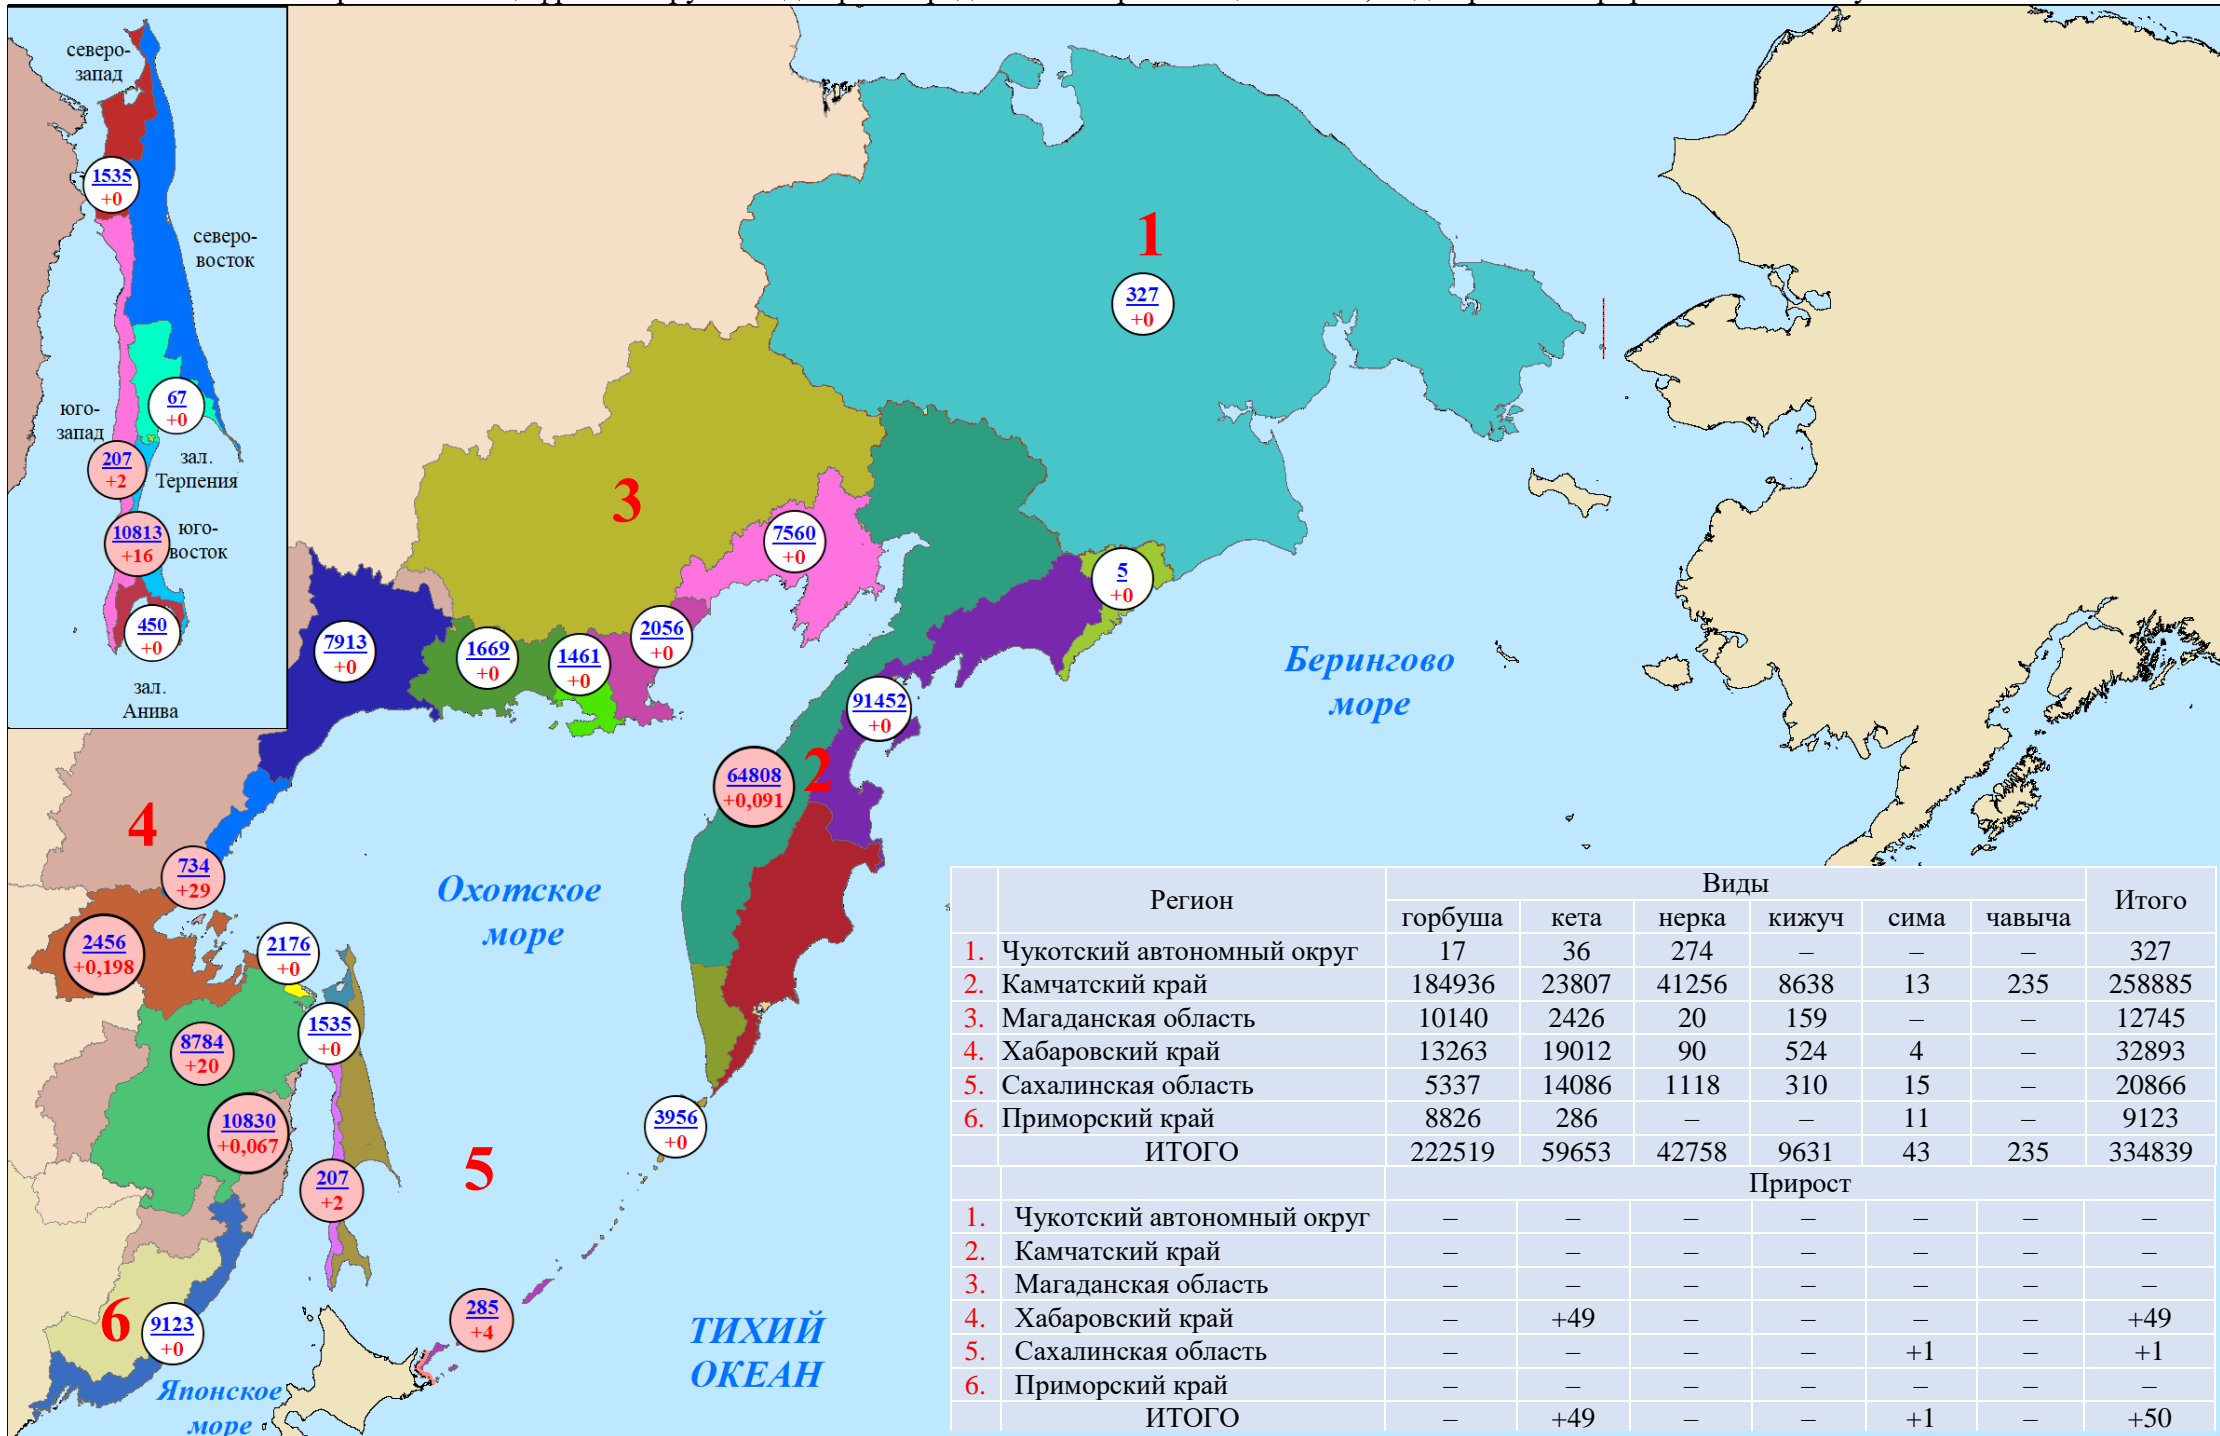 северо-
запад
1535
+0
северо-
восток
67
+0
юго-
запад
207
+2
зал.
Терпения
10813
+16
юго-
восток
450
+0
зал.
Анива
1
327
+0
3
7560
+0
5
+0
7913
+0
1669
+0
1461
+0
2056
+0
91452
+0
Берингово
море
64808
+0,091
2
4
734
+29
Охотское
море
2456
+0,198
2176
+0
1535
+0
8784
+20
10830
+0,067
3956
+0
207
+2
5
285
+4
6
9123
+0
ТИХИЙ
ОКЕАН
Японское
море
Регион Виды Итого
горбуша кета нерка кижуч сима чавыча
1. Чукотский автономный округ 17 36 274 – – – 327
2. Камчатский край 184936 23807 41256 8638 13 235 258885
3. Магаданская область 10140 2426 20 159 – – 12745
4. Хабаровский край 13263 19012 90 524 4 – 32893
5. Сахалинская область 5337 14086 1118 310 15 – 20866
6. Приморский край 8826 286 – – 11 – 9123
ИТОГО 222519 59653 42758 9631 43 235 334839
Прирост
1. Чукотский автономный округ – – – – – – –
2. Камчатский край – – – – – – –
3. Магаданская область – – – – – – –
4. Хабаровский край – +49 – – – – +49
5. Сахалинская область – – – – +1 – +1
6. Приморский край – – – – – – –
ИТОГО – +49 – – +1 – +50